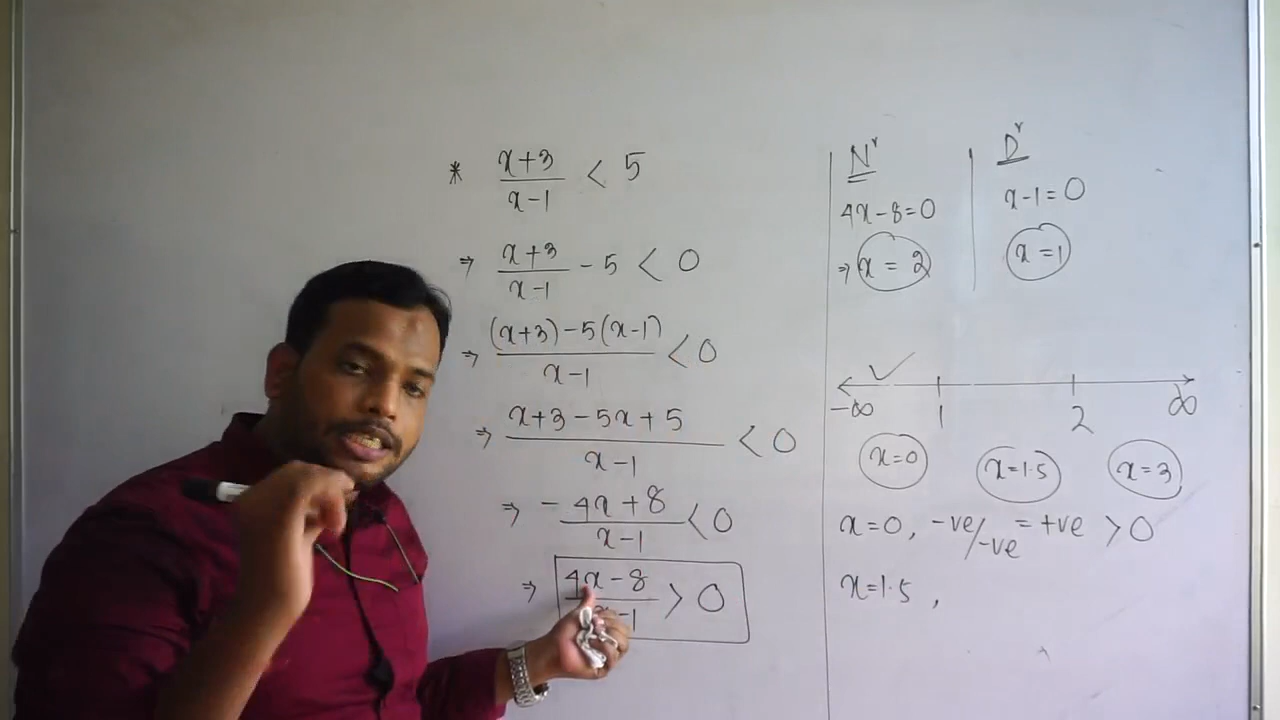 * x+3/x-1 < 5
⇒ x+3/x-1 - 5 < 0
⇒ (x+3)-5(x-1)/x-1 < 0
⇒ x+3-5x+5/x-1 < 0
⇒ -4x+8/x-1 < 0
⇒ 4x-8/x-1 > 0
Nʳ
4x-8=0
⇒ x=2
Dʳ
x-1=0
x=1
✓
-∞ 1 2 ∞
x=0 x=1.5 x=3
x=0, -ve/-ve = +ve > 0
x=1.5,